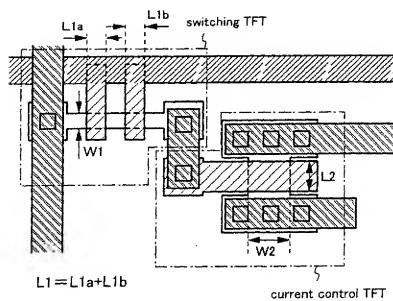 L1a
L1b
switching TFT
W1
L2
W2
L1=L1a+L1b
current control TFT